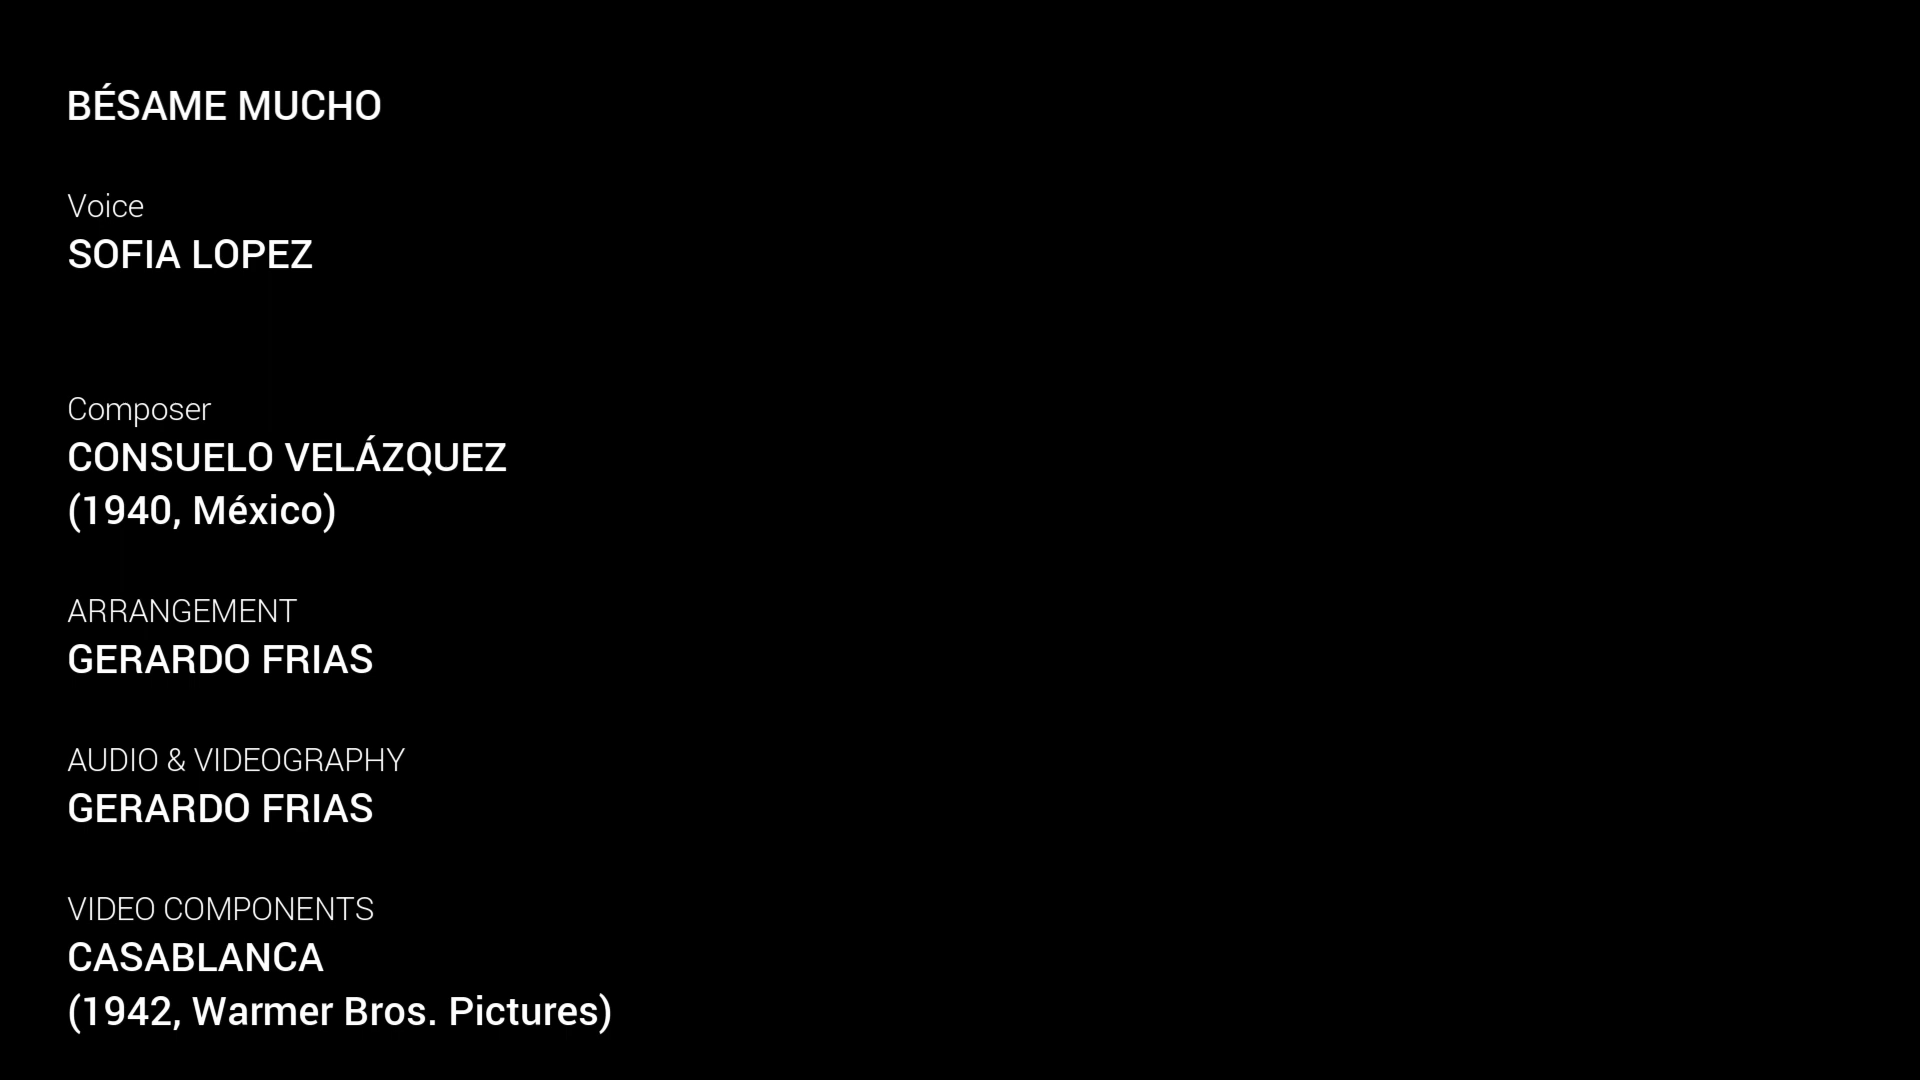 BÉSAME MUCHO
Voice
SOFIA LOPEZ
Composer
CONSUELO VELÁZQUEZ
(1940, México)
ARRANGEMENT
GERARDO FRIAS
AUDIO & VIDEOGRAPHY
GERARDO FRIAS
VIDEO COMPONENTS
CASABLANCA
(1942, Warmer Bros. Pictures)